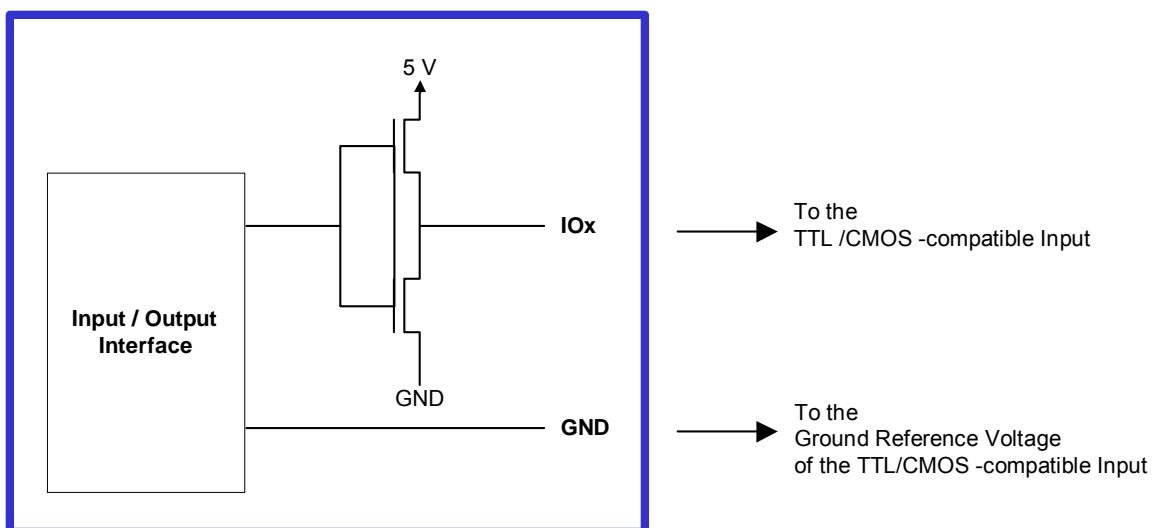 5 V
Input / Output
Interface
IOx
GND
GND
To the
TTL /CMOS -compatible Input
To the
Ground Reference Voltage
of the TTL/CMOS -compatible Input